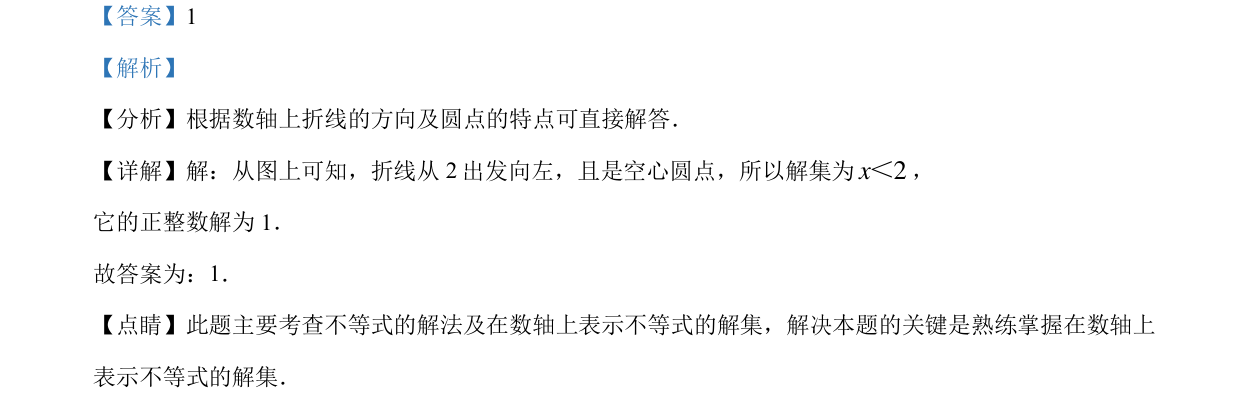 【答案】1
【解析】
【分析】根据数轴上折线的方向及圆点的特点可直接解答．
【详解】解：从图上可知，折线从 2 出发向左，且是空心圆点，所以解集为 x＜2，
它的正整数解为 1．
故答案为：1．
【点睛】此题主要考查不等式的解法及在数轴上表示不等式的解集，解决本题的关键是熟练掌握在数轴上
表示不等式的解集．